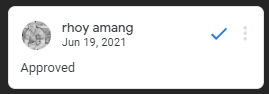 rhoy amang
Jun 19, 2021
Approved